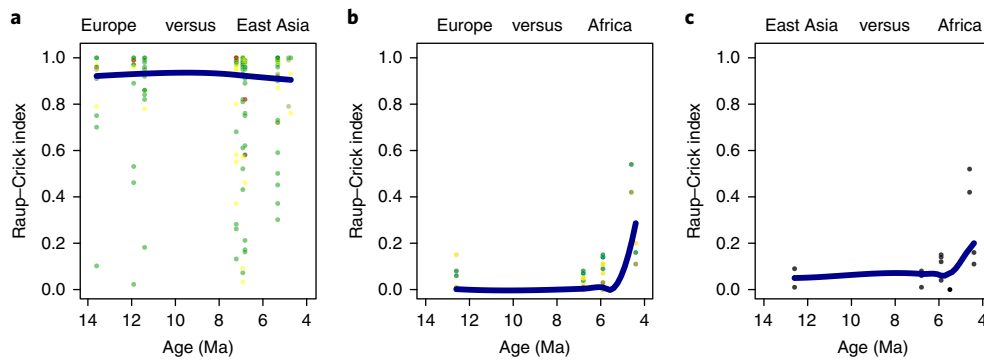 a
Europe versus East Asia
1.0
0.8
0.6
0.4
0.2
0.0
Raup–Crick index
14 12 10 8 6 4
Age (Ma)
b
Europe versus Africa
1.0
0.8
0.6
0.4
0.2
0.0
Raup–Crick index
14 12 10 8 6 4
Age (Ma)
c
East Asia versus Africa
1.0
0.8
0.6
0.4
0.2
0.0
Raup–Crick index
14 12 10 8 6 4
Age (Ma)